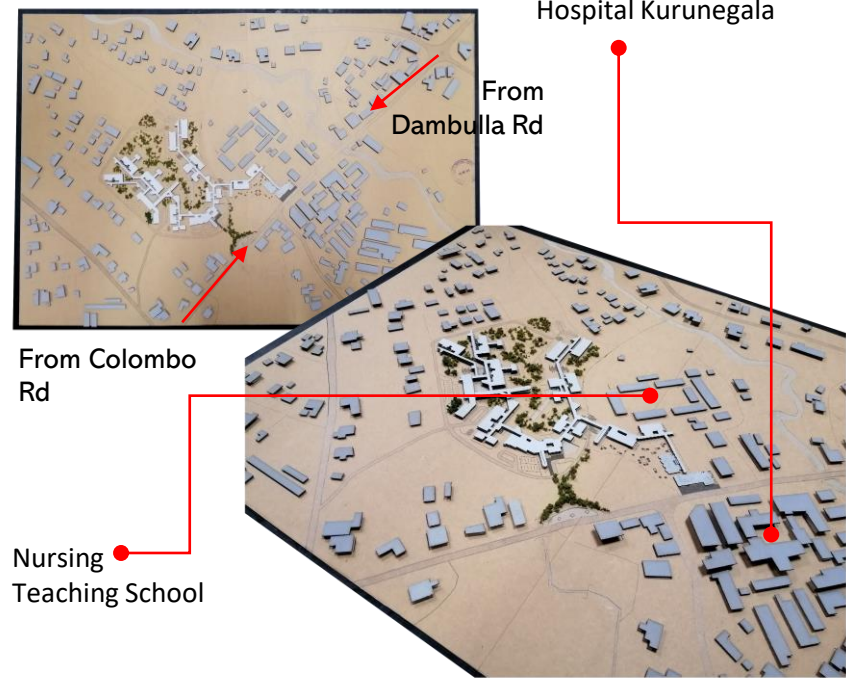 Hospital Kurunegala
From
Dambulla Rd
From Colombo
Rd
Nursing
Teaching School